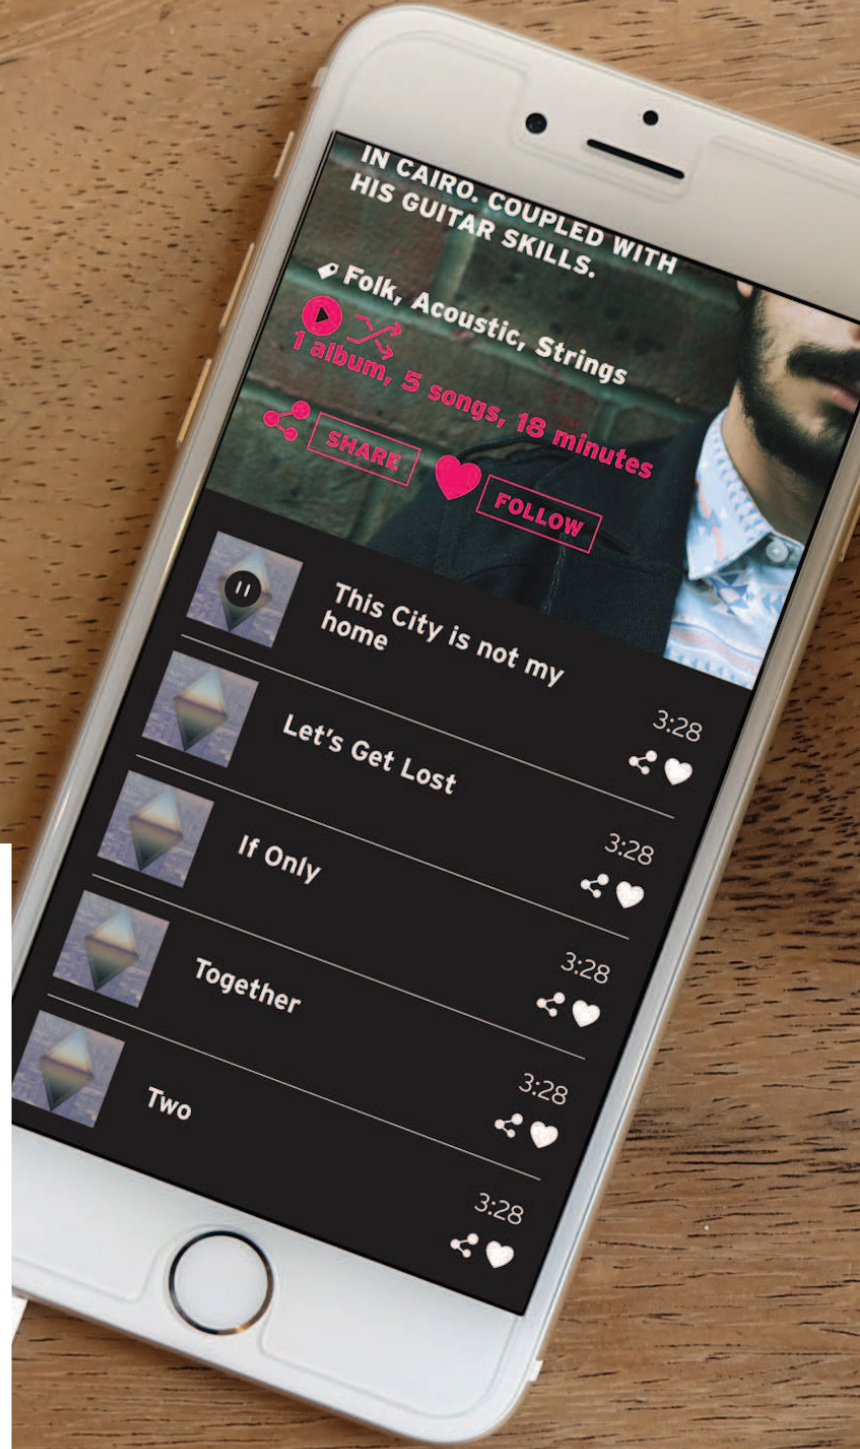 IN CAIRO. COUPLED WITH
HIS GUITAR SKILLS.
Folk, Acoustic, Strings
1 album, 5 songs, 18 minutes
SHARE
FOLLOW
This City is not my
home
3:28
Let's Get Lost
3:28
If Only
3:28
Together
3:28
Two
3:28